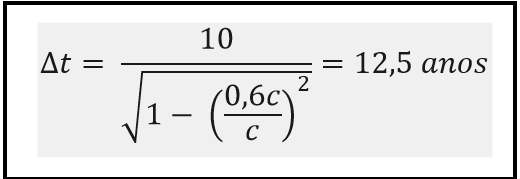 Δt = 10 / √(1 − (0,6c / c)²) = 12,5 anos